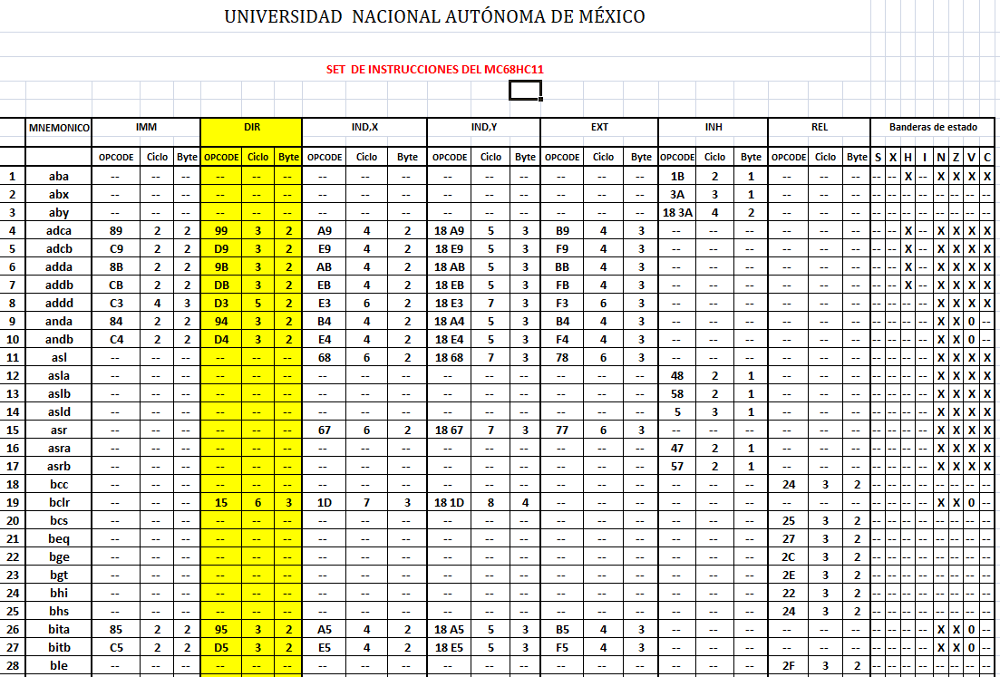 UNIVERSIDAD NACIONAL AUTÓNOMA DE MÉXICO
SET DE INSTRUCCIONES DEL MC68HC11
MNEMONICO IMM DIR IND,X IND,Y EXT INH REL Banderas de estado
OPCODE Ciclo Byte OPCODE Ciclo Byte OPCODE Ciclo Byte OPCODE Ciclo Byte OPCODE Ciclo Byte OPCODE Ciclo Byte OPCODE Ciclo Byte S X H I N Z V C
1 aba -- -- -- -- -- -- -- -- -- -- -- -- -- -- -- 1B 2 1 -- -- -- -- -- X -- X X X X
2 abx -- -- -- -- -- -- -- -- -- -- -- -- -- -- -- 3A 3 1 -- -- -- -- -- -- -- -- -- -- --
3 aby -- -- -- -- -- -- -- -- -- -- -- -- -- -- -- 18 3A 4 2 -- -- -- -- -- -- -- -- -- -- --
4 adca 89 2 2 99 3 2 A9 4 2 18 A9 5 3 B9 4 3 -- -- -- -- -- -- -- -- X -- X X X X
5 adcb C9 2 2 D9 3 2 E9 4 2 18 E9 5 3 F9 4 3 -- -- -- -- -- -- -- -- X -- X X X X
6 adda 8B 2 2 9B 3 2 AB 4 2 18 AB 5 3 BB 4 3 -- -- -- -- -- -- -- -- X -- X X X X
7 addb CB 2 2 DB 3 2 EB 4 2 18 EB 5 3 FB 4 3 -- -- -- -- -- -- -- -- X -- X X X X
8 addd C3 4 3 D3 5 2 E3 6 2 18 E3 7 3 F3 6 3 -- -- -- -- -- -- -- -- -- -- X X X X
9 anda 84 2 2 94 3 2 B4 4 2 18 A4 5 3 B4 4 3 -- -- -- -- -- -- -- -- -- -- X X 0 --
10 andb C4 2 2 D4 3 2 E4 4 2 18 E4 5 3 F4 4 3 -- -- -- -- -- -- -- -- -- -- X X 0 --
11 asl -- -- -- -- -- -- 68 6 2 18 68 7 3 78 6 3 -- -- -- -- -- -- -- -- -- -- X X X X
12 asla -- -- -- -- -- -- -- -- -- -- -- -- -- -- -- 48 2 1 -- -- -- -- -- -- -- X X X X
13 aslb -- -- -- -- -- -- -- -- -- -- -- -- -- -- -- 58 2 1 -- -- -- -- -- -- -- X X X X
14 asld -- -- -- -- -- -- -- -- -- -- -- -- -- -- -- 5 3 1 -- -- -- -- -- -- -- X X X X
15 asr -- -- -- -- -- -- 67 6 2 18 67 7 3 77 6 3 -- -- -- -- -- -- -- -- -- -- X X X X
16 asra -- -- -- -- -- -- -- -- -- -- -- -- -- -- -- 47 2 1 -- -- -- -- -- -- -- X X X X
17 asrb -- -- -- -- -- -- -- -- -- -- -- -- -- -- -- 57 2 1 -- -- -- -- -- -- -- X X X X
18 bcc -- -- -- -- -- -- -- -- -- -- -- -- -- -- -- -- -- -- 24 3 2 -- -- -- -- -- -- -- --
19 bclr -- -- -- 15 6 3 1D 7 3 18 1D 8 4 -- -- -- -- -- -- -- -- -- -- -- -- -- X X 0 --
20 bcs -- -- -- -- -- -- -- -- -- -- -- -- -- -- -- -- -- -- 25 3 2 -- -- -- -- -- -- -- --
21 beq -- -- -- -- -- -- -- -- -- -- -- -- -- -- -- -- -- -- 27 3 2 -- -- -- -- -- -- -- --
22 bge -- -- -- -- -- -- -- -- -- -- -- -- -- -- -- -- -- -- 2C 3 2 -- -- -- -- -- -- -- --
23 bgt -- -- -- -- -- -- -- -- -- -- -- -- -- -- -- -- -- -- 2E 3 2 -- -- -- -- -- -- -- --
24 bhi -- -- -- -- -- -- -- -- -- -- -- -- -- -- -- -- -- -- 22 3 2 -- -- -- -- -- -- -- --
25 bhs -- -- -- -- -- -- -- -- -- -- -- -- -- -- -- -- -- -- 24 3 2 -- -- -- -- -- -- -- --
26 bita 85 2 2 95 3 2 A5 4 2 18 A5 5 3 B5 4 3 -- -- -- -- -- -- -- -- -- -- X X 0 --
27 bitb C5 2 2 D5 3 2 E5 4 2 18 E5 5 3 F5 4 3 -- -- -- -- -- -- -- -- -- -- X X 0 --
28 ble -- -- -- -- -- -- -- -- -- -- -- -- -- -- -- -- -- -- 2F 3 2 -- -- -- -- -- -- -- --